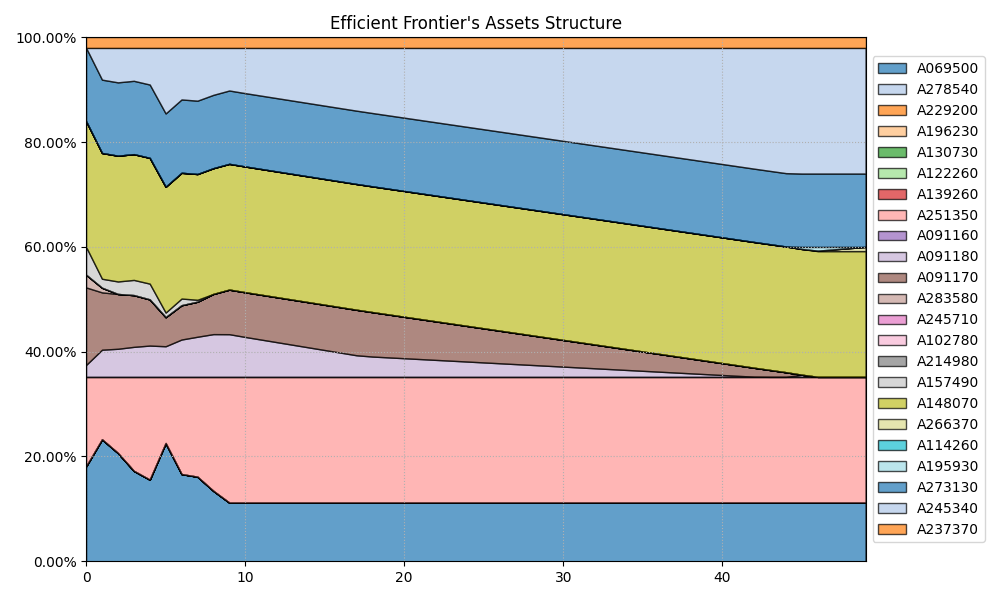 Efficient Frontier's Assets Structure
100.00%
80.00%
60.00%
40.00%
20.00%
0.00%
0
10
20
30
40
A069500
A278540
A229200
A196230
A130730
A122260
A139260
A251350
A091160
A091180
A091170
A283580
A245710
A102780
A214980
A157490
A148070
A266370
A114260
A195930
A273130
A245340
A237370